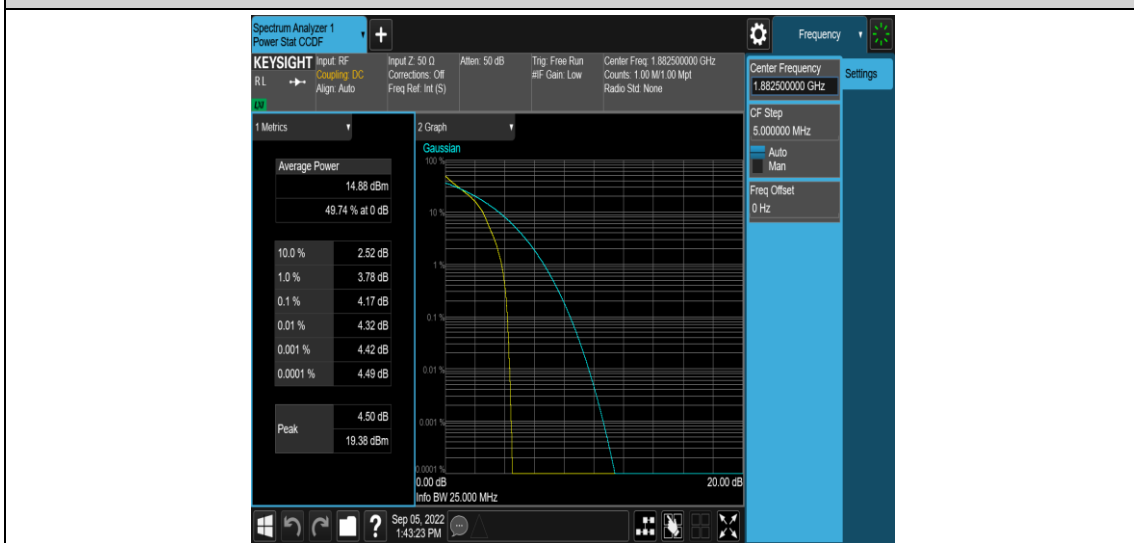 Spectrum Analyzer 1
Power Stat CCDF
+
Frequency
KEYSIGHT
RL
LXI
Input: RF
Coupling: DC
Align: Auto
Input Z: 50 Ω
Corrections: Off
Freq Ref: Int (S)
Atten: 50 dB
Trig: Free Run
#IF Gain: Low
Center Freq: 1.882500000 GHz
Counts: 1.00 M/1.00 Mpt
Radio Std: None
Center Frequency
1.882500000 GHz
Settings
CF Step
5.000000 MHz
Auto
Man
Freq Offset
0 Hz
1 Metrics
Average Power
14.88 dBm
49.74 % at 0 dB
10.0 % 2.52 dB
1.0 % 3.78 dB
0.1 % 4.17 dB
0.01 % 4.32 dB
0.001 % 4.42 dB
0.0001 % 4.49 dB
Peak
4.50 dB
19.38 dBm
2 Graph
Gaussian
100 %
10 %
1 %
0.1 %
0.01 %
0.001 %
0.0001 %
0.00 dB 20.00 dB
Info BW 25.000 MHz
?
Sep 05, 2022
1:43:23 PM